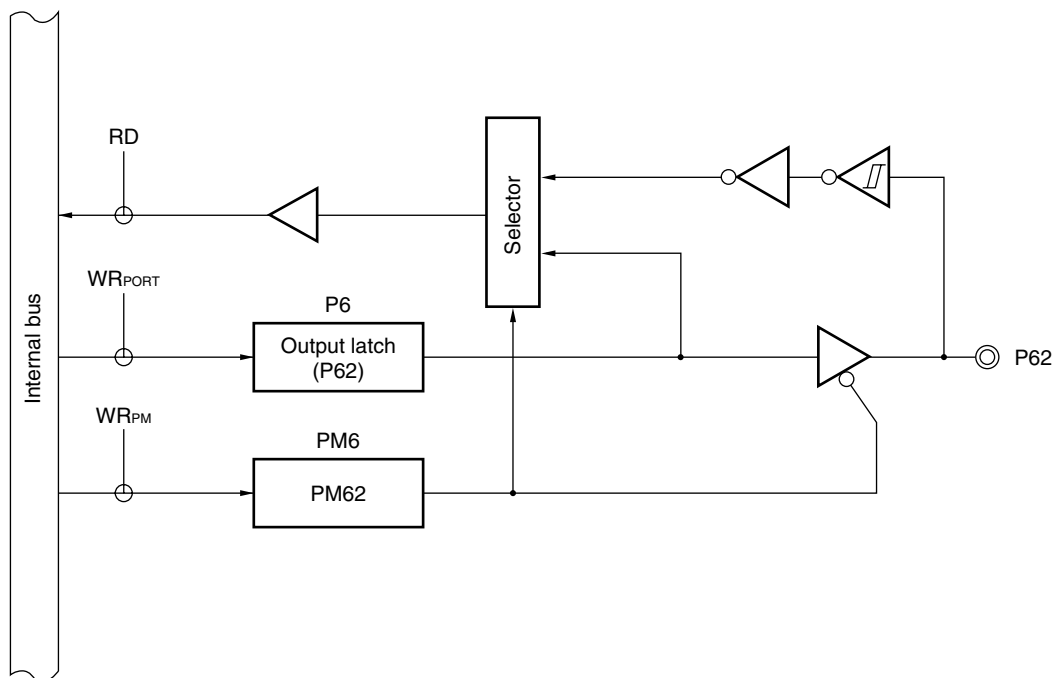 RD
Selector
WRPORT
P6
Output latch
(P62)
P62
WRPM
PM6
PM62
Internal bus